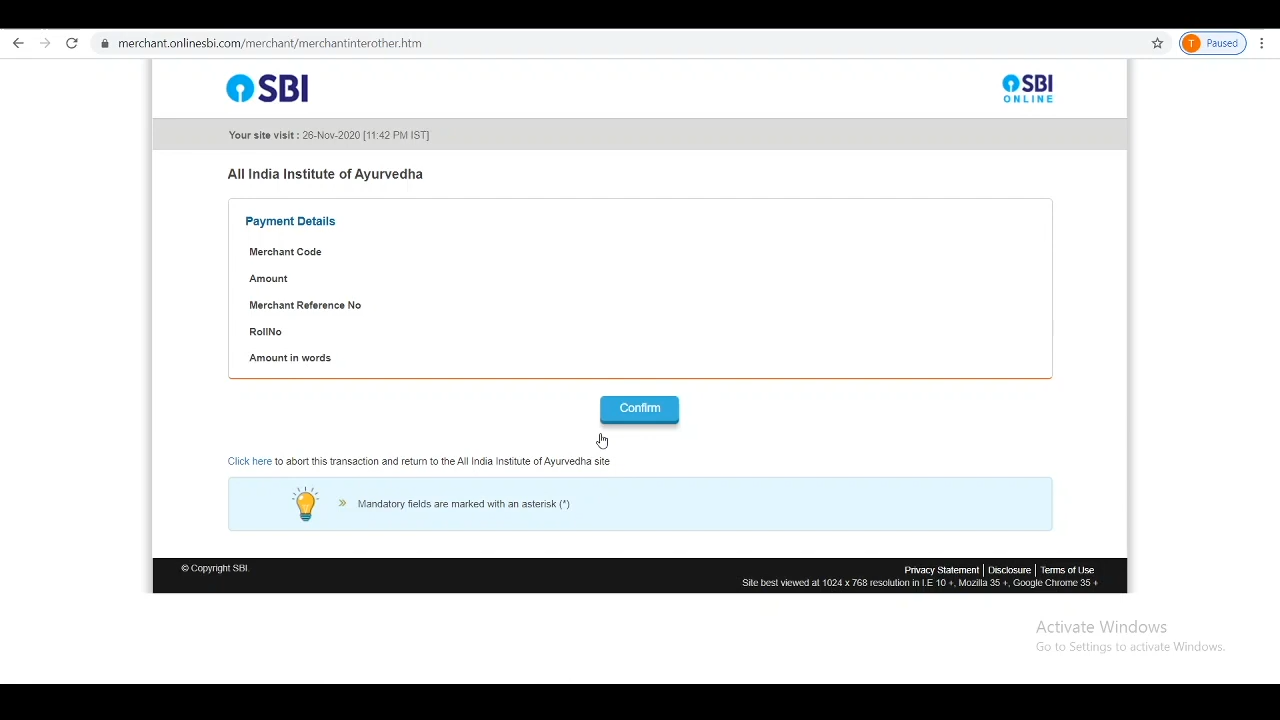 merchant.onlinesbi.com/merchant/merchantinterother.htm
T Paused
SBI
SBI
ONLINE
Your site visit : 26-Nov-2020 [11:42 PM IST]
All India Institute of Ayurvedha
Payment Details
Merchant Code
Amount
Merchant Reference No
RollNo
Amount in words
Confirm
Click here to abort this transaction and return to the All India Institute of Ayurvedha site
» Mandatory fields are marked with an asterisk (*)
© Copyright SBI.
Privacy Statement | Disclosure | Terms of Use
Site best viewed at 1024 x 768 resolution in I.E 10 +, Mozilla 35 +, Google Chrome 35 +
Activate Windows
Go to Settings to activate Windows.